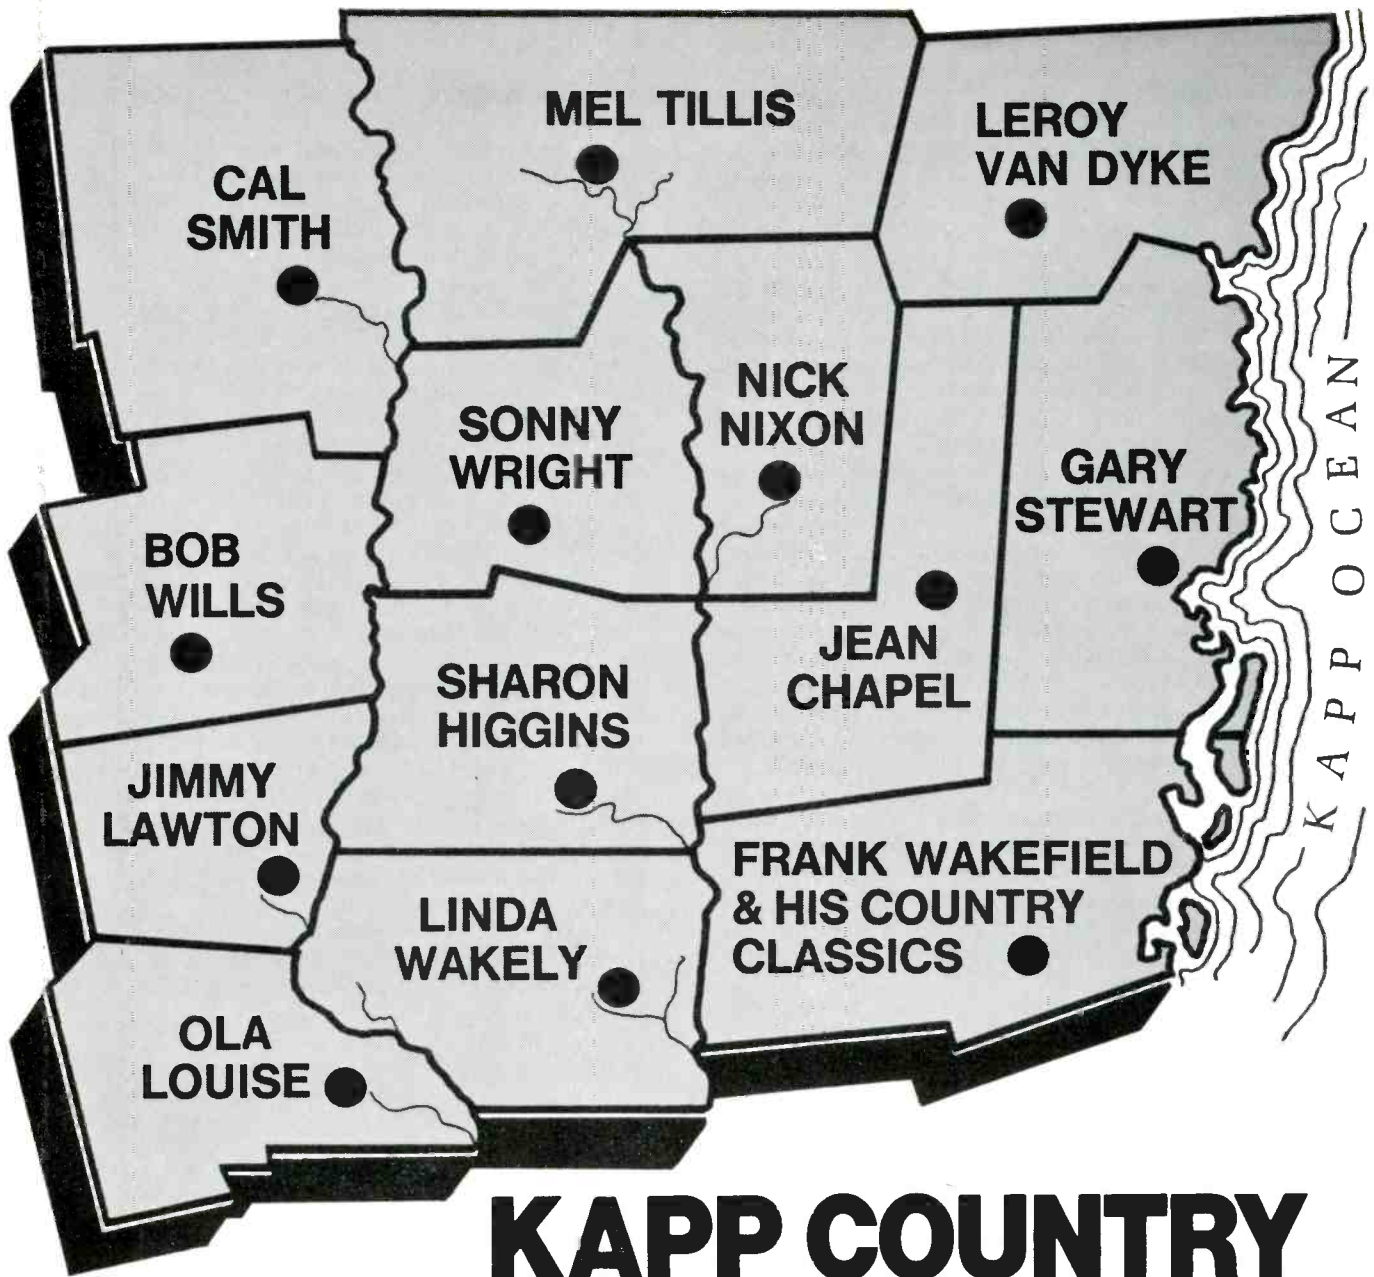 MEL TILLIS
LEROY
VAN DYKE
CAL
SMITH
NICK
NIXON
SONNY
WRIGHT
GARY
STEWART
BOB
WILLS
JEAN
CHAPEL
SHARON
HIGGINS
JIMMY
LAWTON
FRANK WAKEFIELD
& HIS COUNTRY
CLASSICS
LINDA
WAKELY
OLA
LOUISE
KAPP OCEAN
KAPP COUNTRY